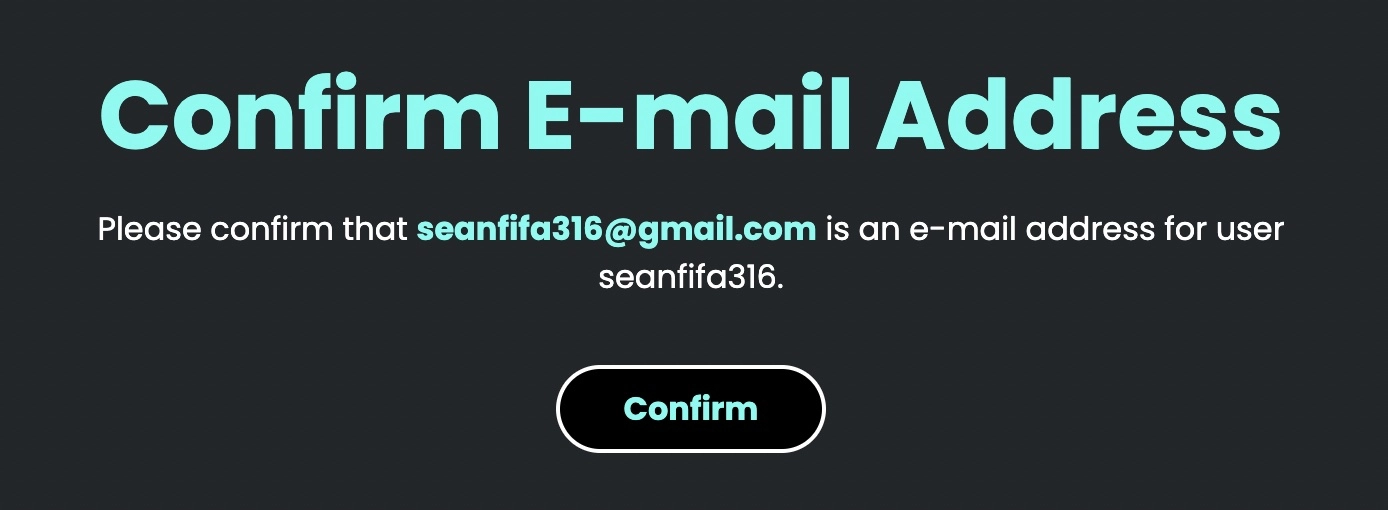 Confirm E-mail Address
Please confirm that seanfifa316@gmail.com is an e-mail address for user
seanfifa316.
Confirm